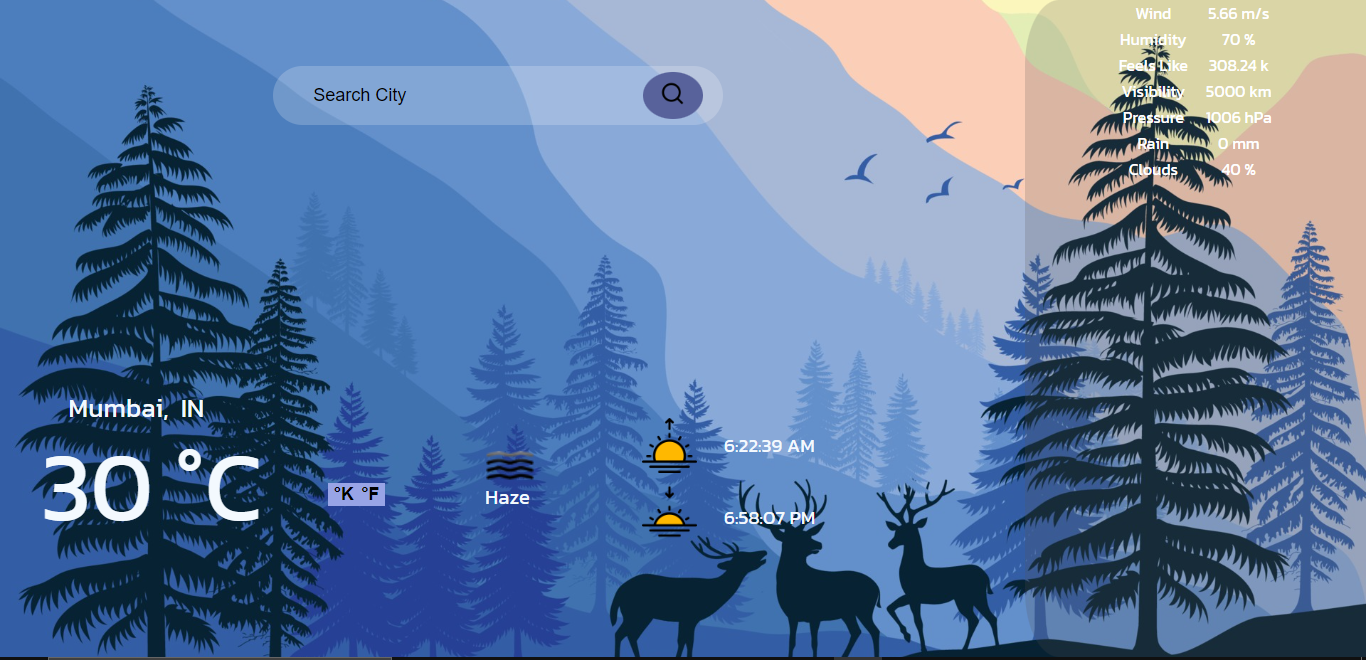 Wind 5.66 m/s
Humidity 70 %
Feels Like 308.24 k
Visibility 5000 km
Pressure 1006 hPa
Rain 0 mm
Clouds 40 %
Search City
Mumbai, IN
30 °C
°K °F
Haze
6:22:39 AM
6:58:07 PM